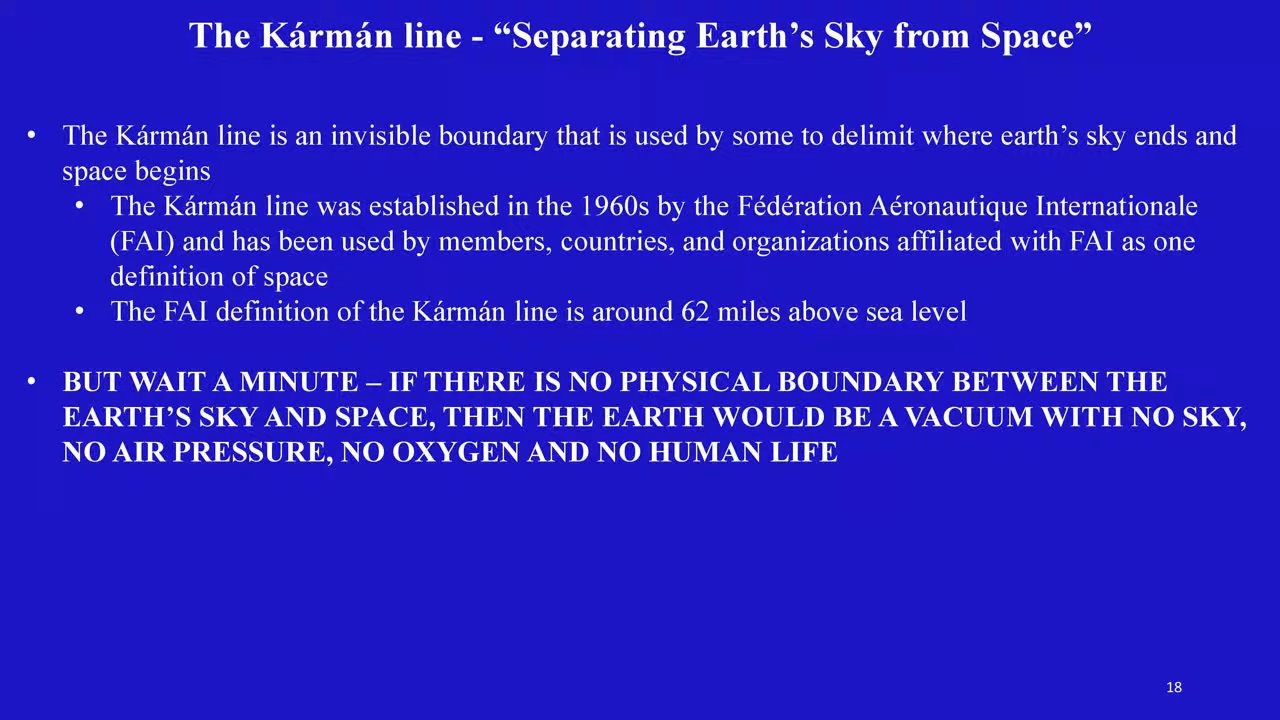 The Kármán line - “Separating Earth’s Sky from Space”
• The Kármán line is an invisible boundary that is used by some to delimit where earth’s sky ends and
space begins
• The Kármán line was established in the 1960s by the Fédération Aéronautique Internationale
(FAI) and has been used by members, countries, and organizations affiliated with FAI as one
definition of space
• The FAI definition of the Kármán line is around 62 miles above sea level
• BUT WAIT A MINUTE – IF THERE IS NO PHYSICAL BOUNDARY BETWEEN THE
EARTH’S SKY AND SPACE, THEN THE EARTH WOULD BE A VACUUM WITH NO SKY,
NO AIR PRESSURE, NO OXYGEN AND NO HUMAN LIFE
18